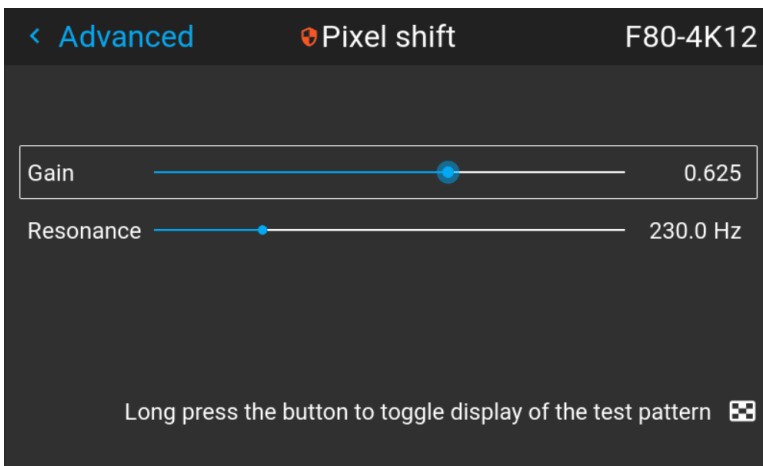 Advanced Pixel shift F80-4K12
Gain 0.625
Resonance 230.0 Hz
Long press the button to toggle display of the test pattern